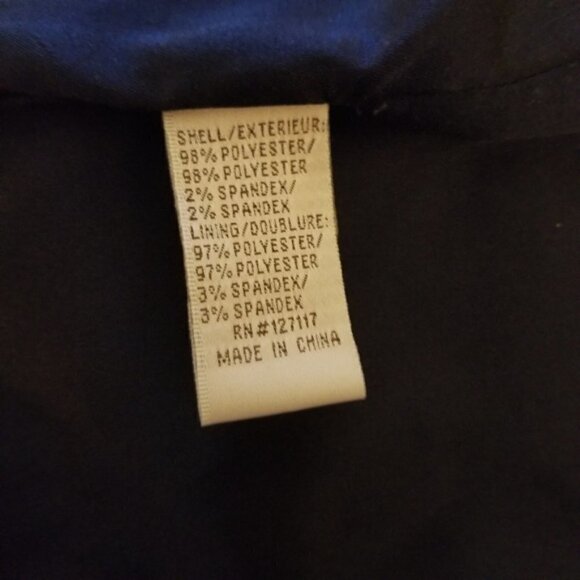 SHELL/EXTERIEUR:
98% POLYESTER/
98% POLYESTER
2% SPANDEX/
2% SPANDEX
LINING/DOUBLURE:
97% POLYESTER/
97% POLYESTER
3% SPANDEX/
3% SPANDEX
RN#127117
MADE IN CHINA